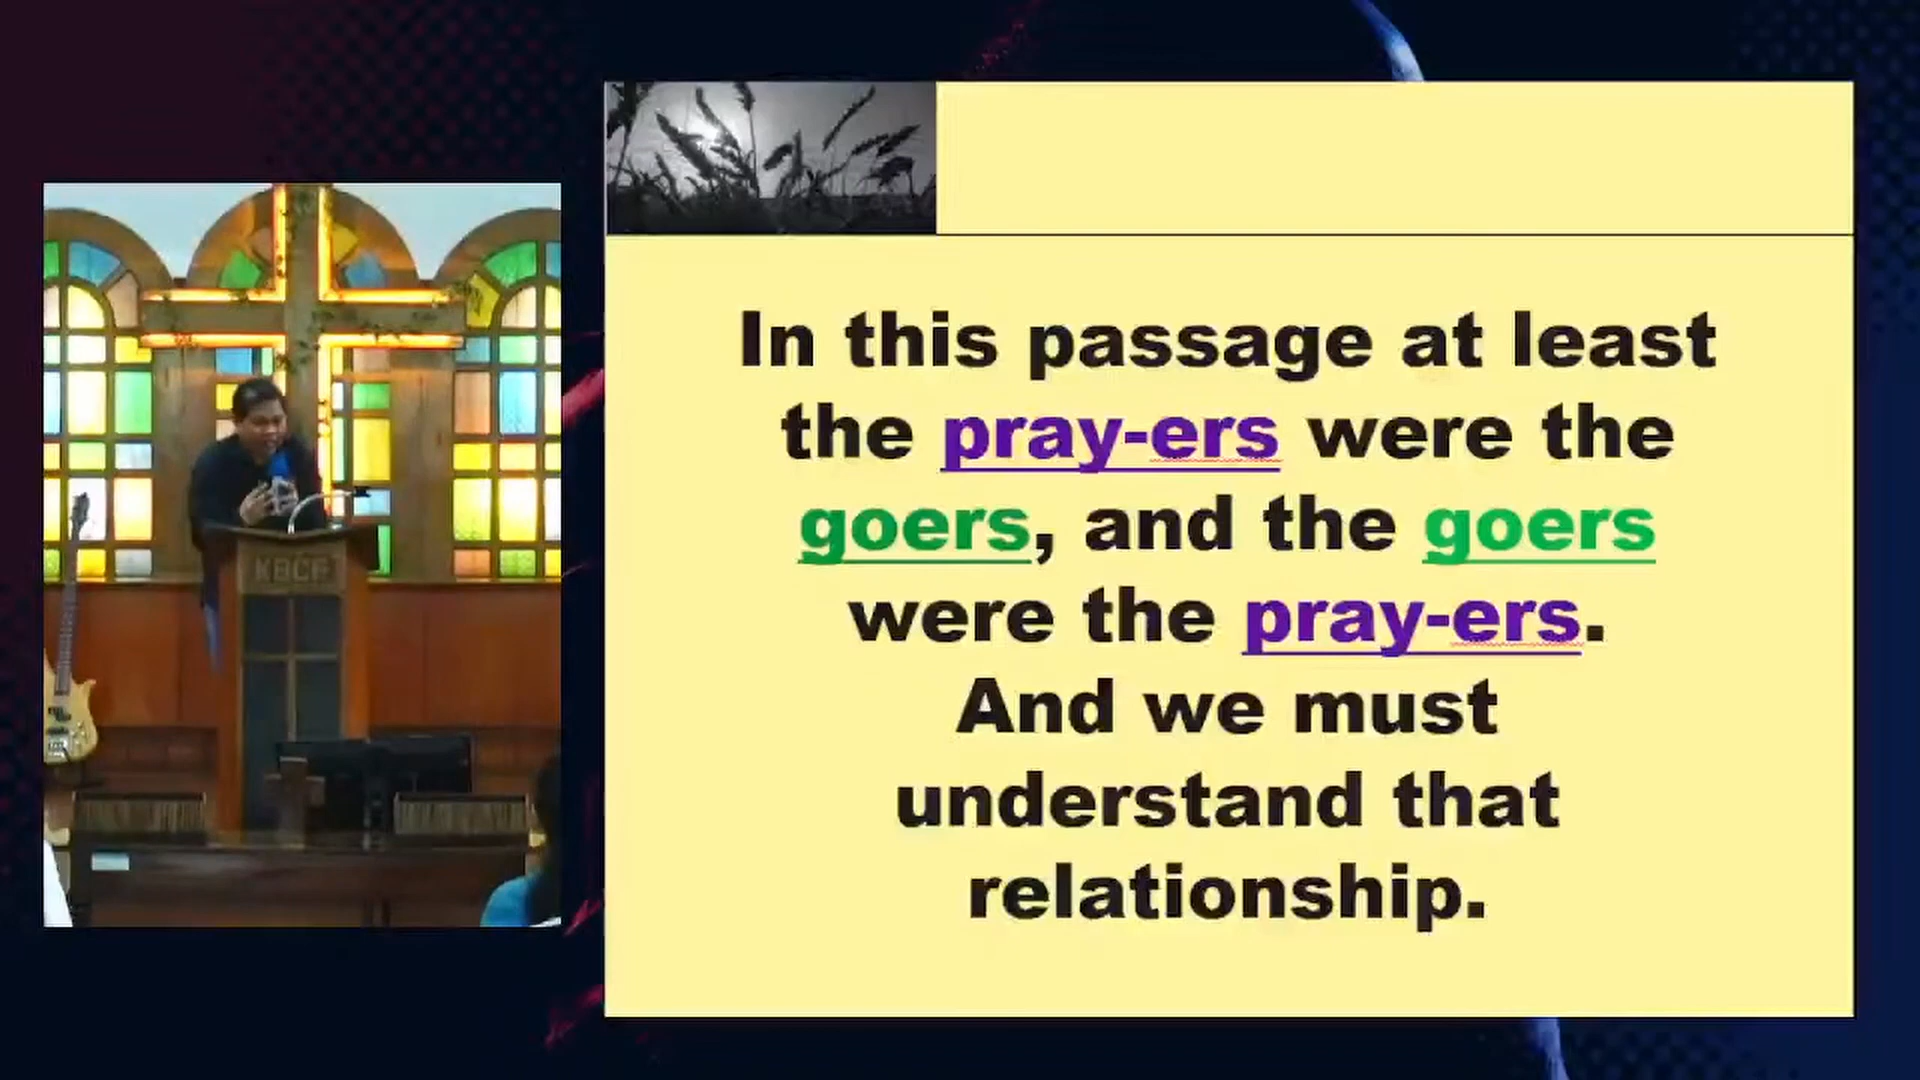 KBCF
In this passage at least
the pray-ers were the
goers, and the goers
were the pray-ers.
And we must
understand that
relationship.